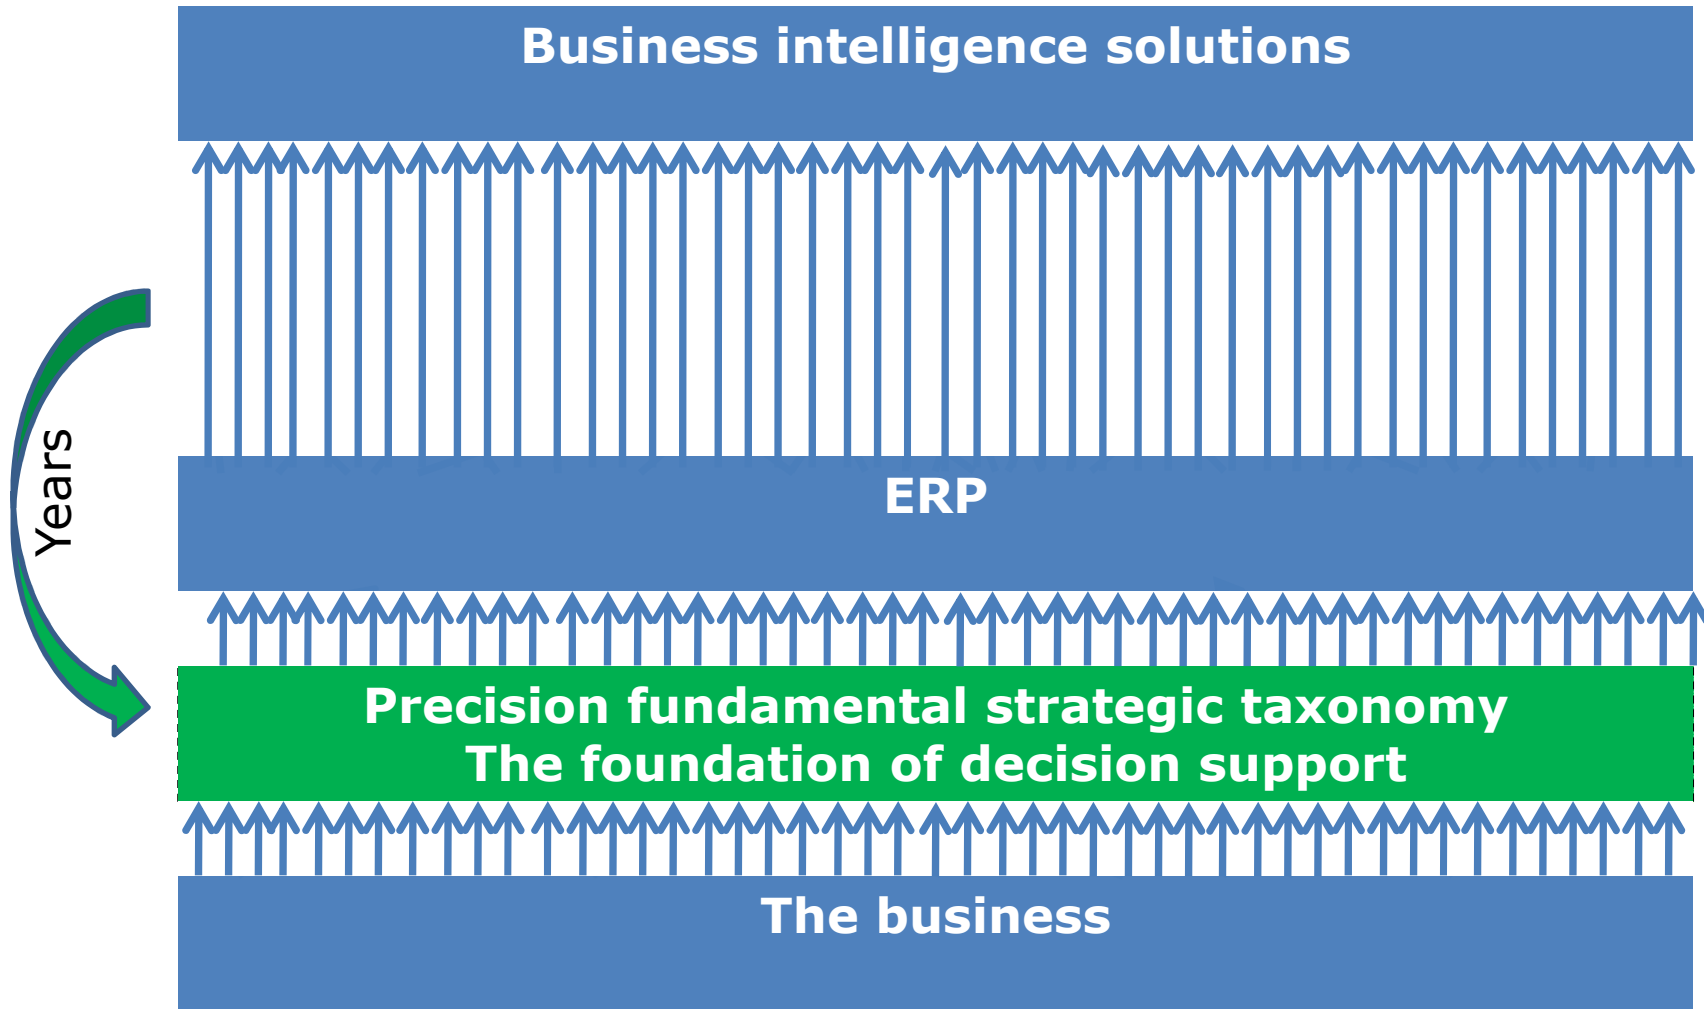 Business intelligence solutions
Years
ERP
Precision fundamental strategic taxonomy
The foundation of decision support
The business